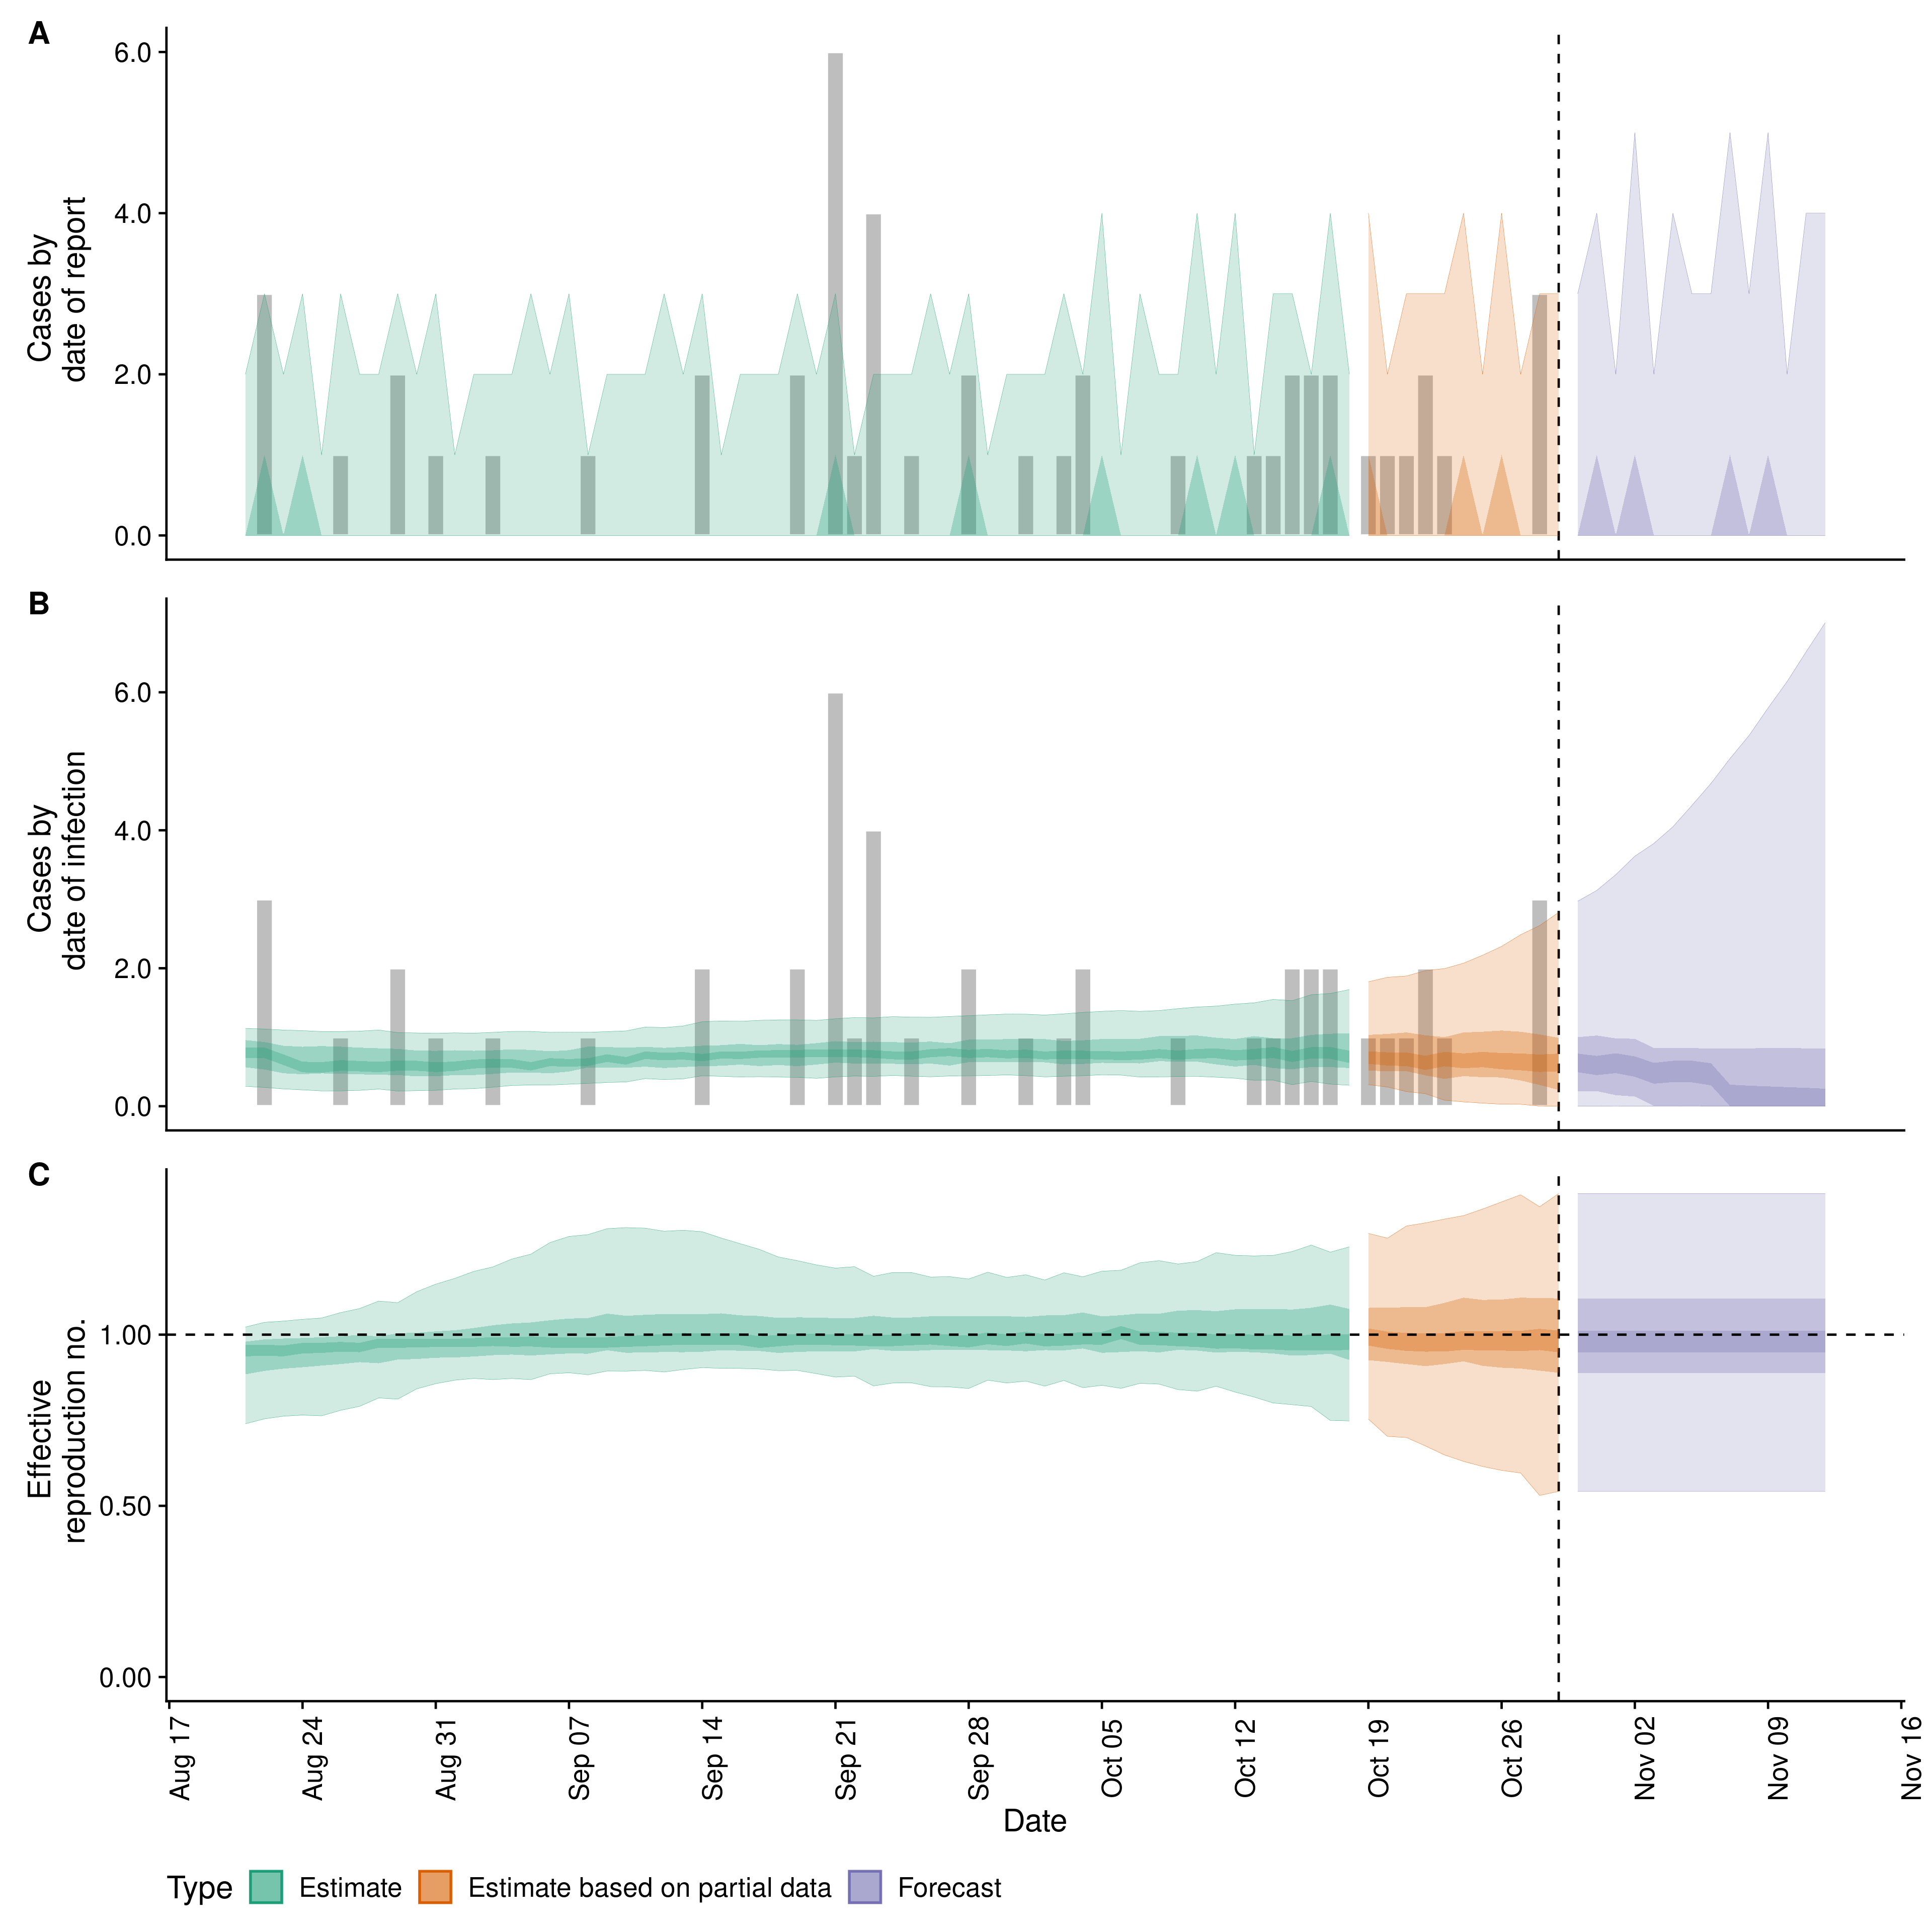 A
6.0
4.0
2.0
0.0
Cases by
date of report
B
6.0
4.0
2.0
0.0
Cases by
date of infection
C
1.00
0.50
0.00
Effective
reproduction no.
Aug 17
Aug 24
Aug 31
Sep 07
Sep 14
Sep 21
Sep 28
Oct 05
Oct 12
Oct 19
Oct 26
Nov 02
Nov 09
Nov 16
Date
Type Estimate Estimate based on partial data Forecast